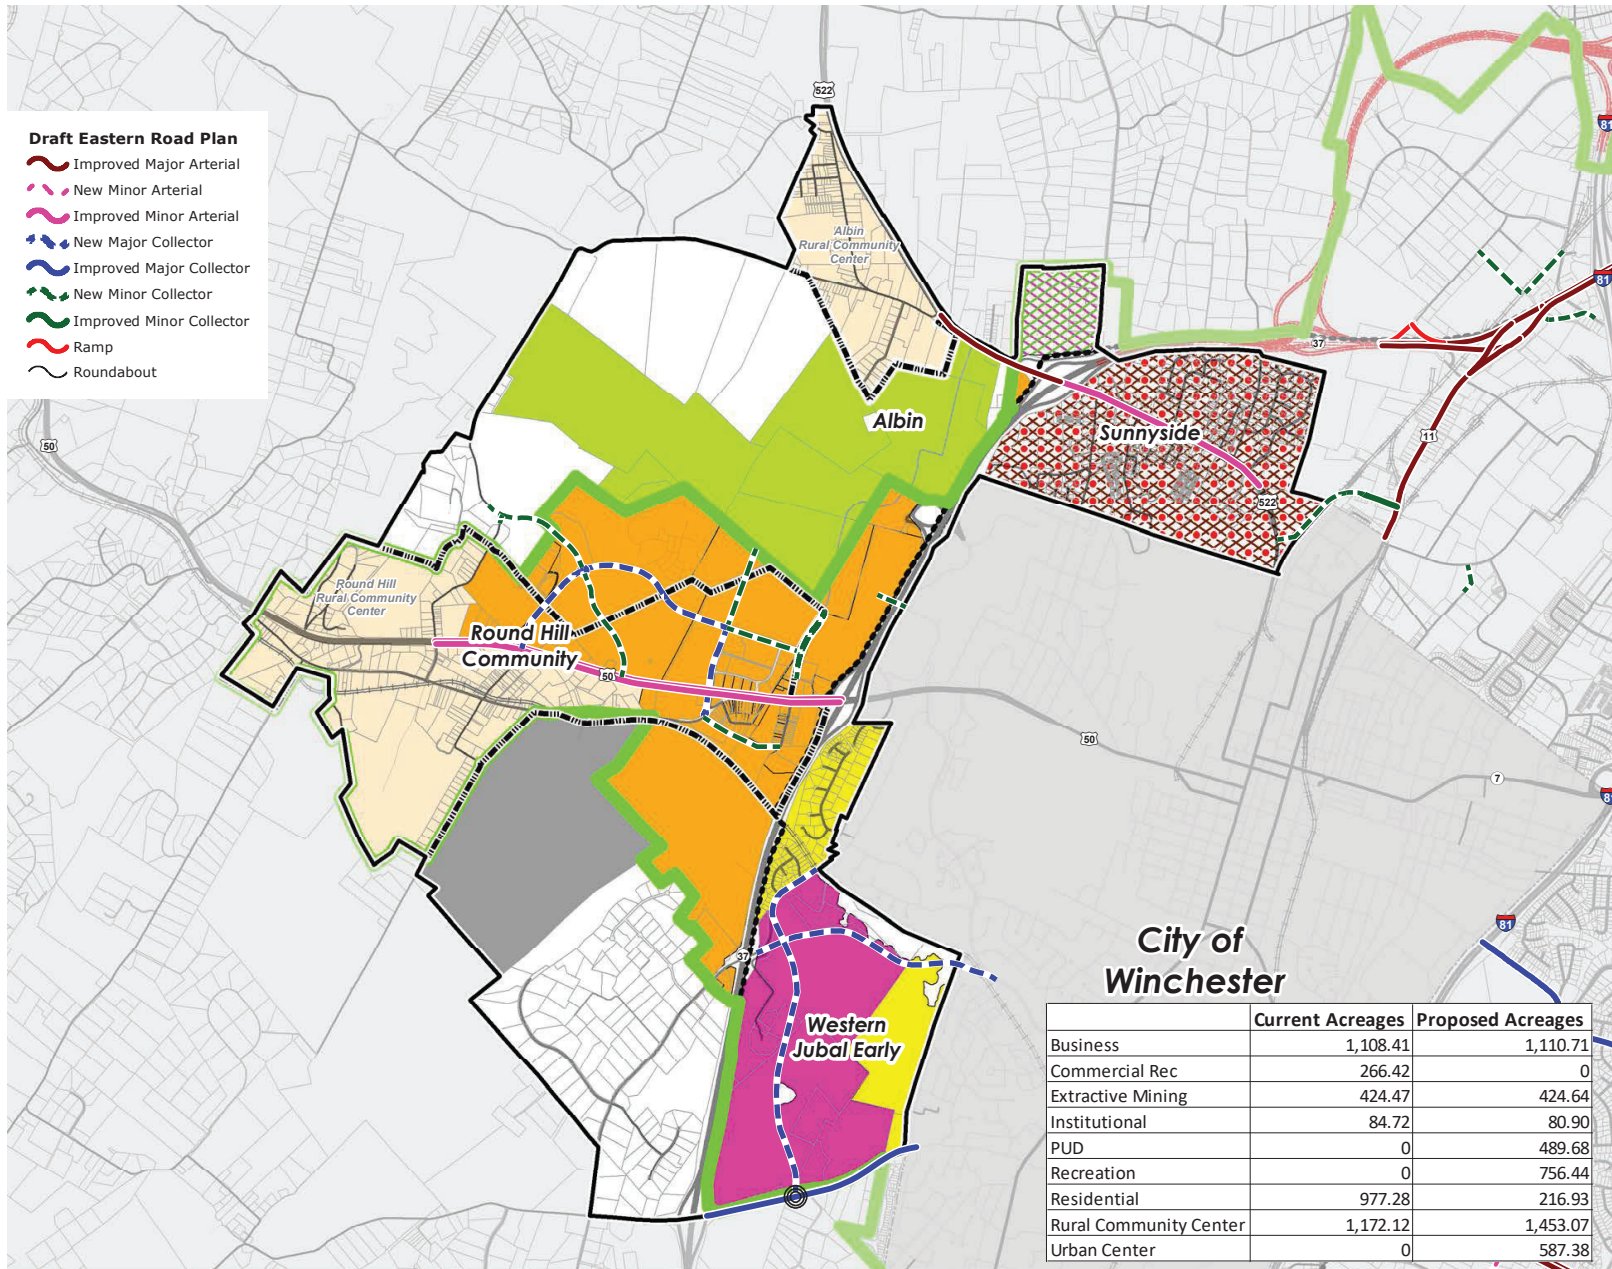 522
Draft Eastern Road Plan
Improved Major Arterial
New Minor Arterial
Improved Minor Arterial
New Major Collector
Improved Major Collector
New Minor Collector
Improved Minor Collector
Ramp
Roundabout
81
Albin
Rural Community
Center
81
37
50
Albin
Sunnyside
11
522
Round Hill
Rural Community
Center
Round Hill
Community
50
50
7
81
81
37
City of
Winchester
Western
Jubal Early
Current Acreages Proposed Acreages
Business 1,108.41 1,110.71
Commercial Rec 266.42 0
Extractive Mining 424.47 424.64
Institutional 84.72 80.90
PUD 0 489.68
Recreation 0 756.44
Residential 977.28 216.93
Rural Community Center 1,172.12 1,453.07
Urban Center 0 587.38